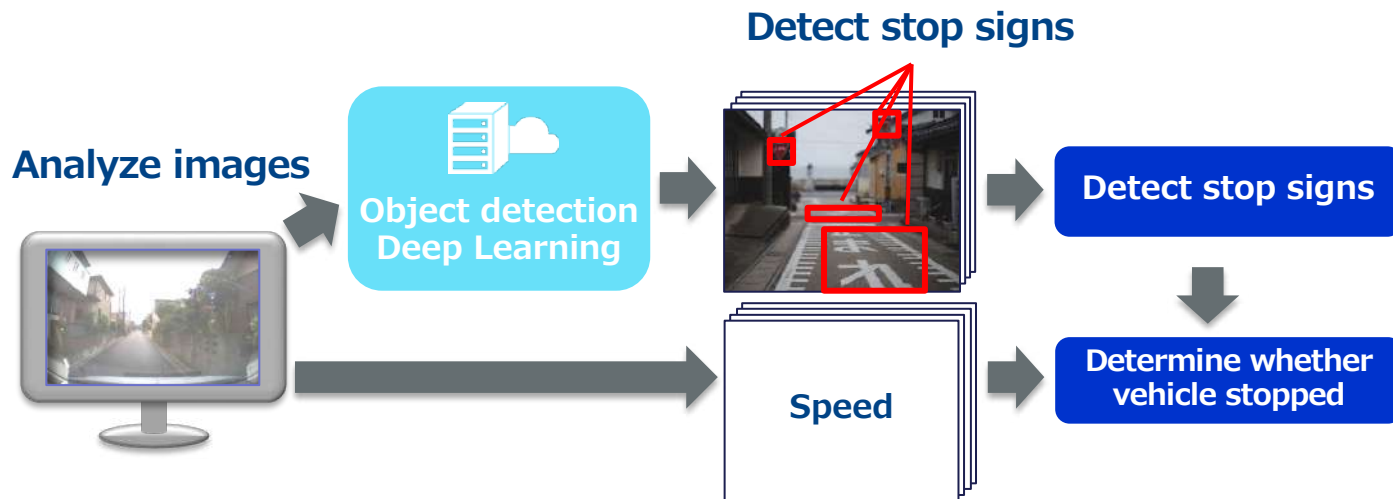 Detect stop signs
Analyze images
Object detection
Deep Learning
Detect stop signs
Speed
Determine whether
vehicle stopped